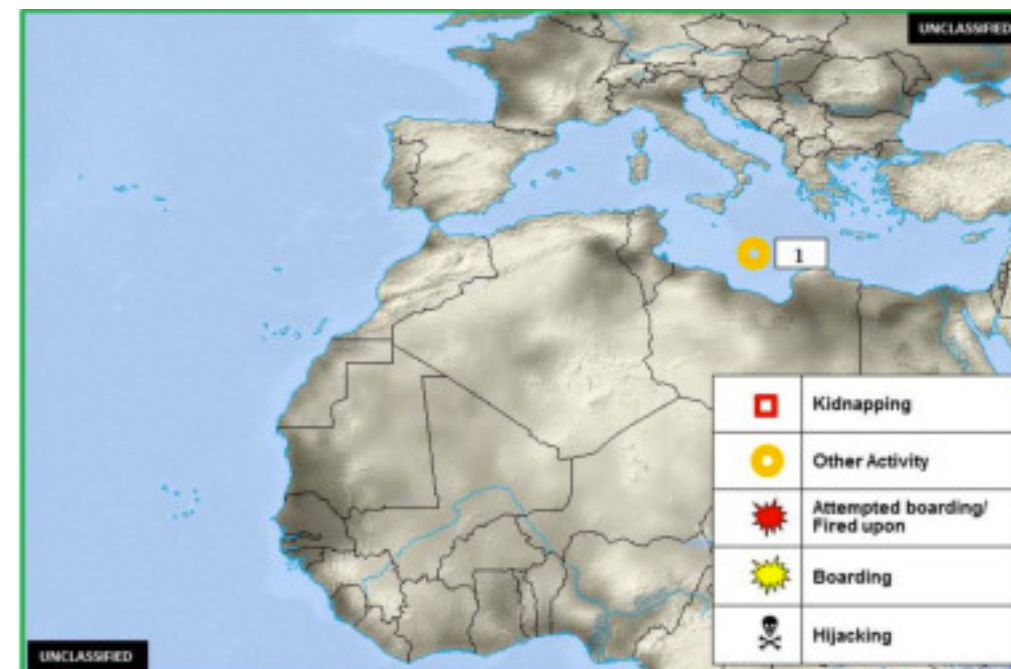 UNCLASSIFIED
1
Kidnapping
Other Activity
Attempted boarding/
Fired upon
Boarding
Hijacking
UNCLASSIFIED